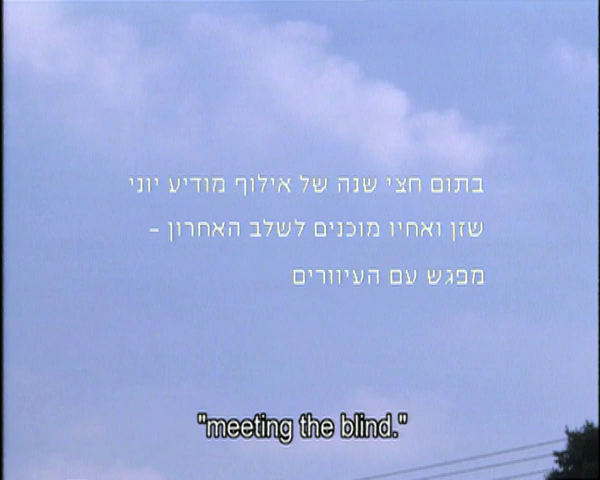 בתום חצי שנה של אילוף מודיע יוני
שזן ואחיו מוכנים לשלב האחרון –
מפגש עם העיוורים
"meeting the blind."